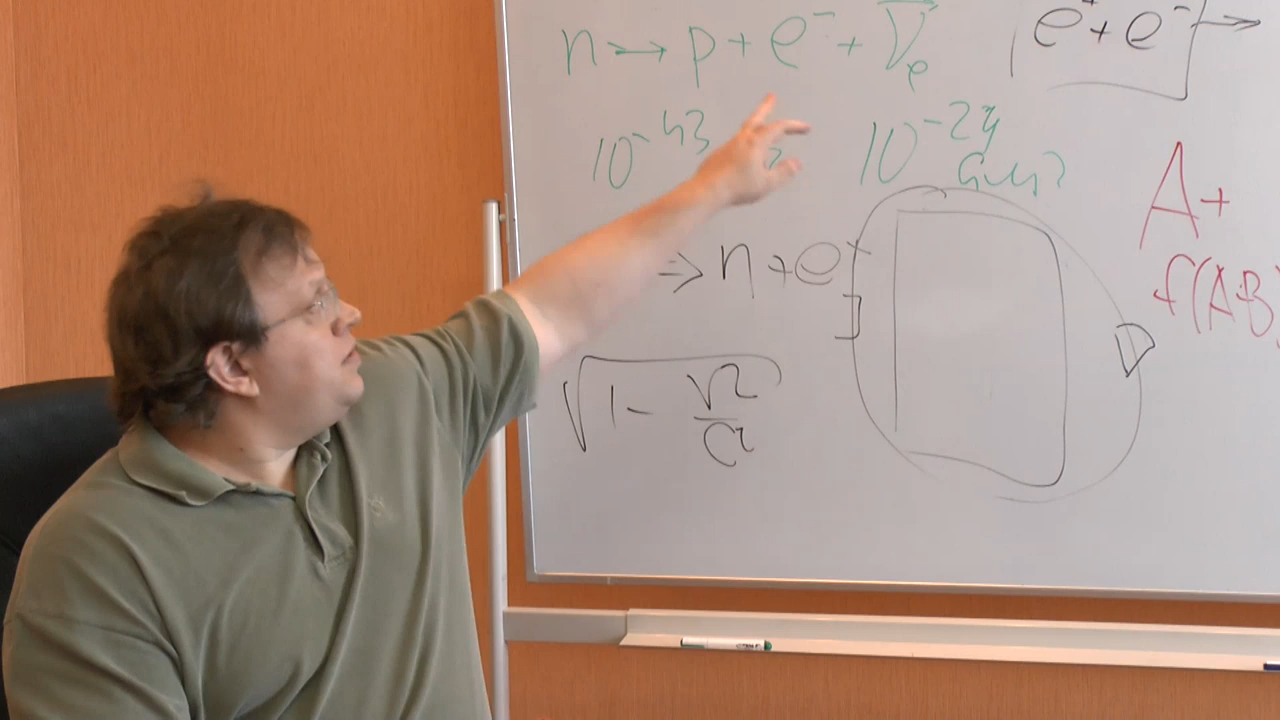 n → p + e⁻ + ν̅ₑ
e⁺ + e⁻ →
10⁻⁴³
10⁻²⁴
A +
f(A·B)
⇒ n + e
√(1 - v²/c²)